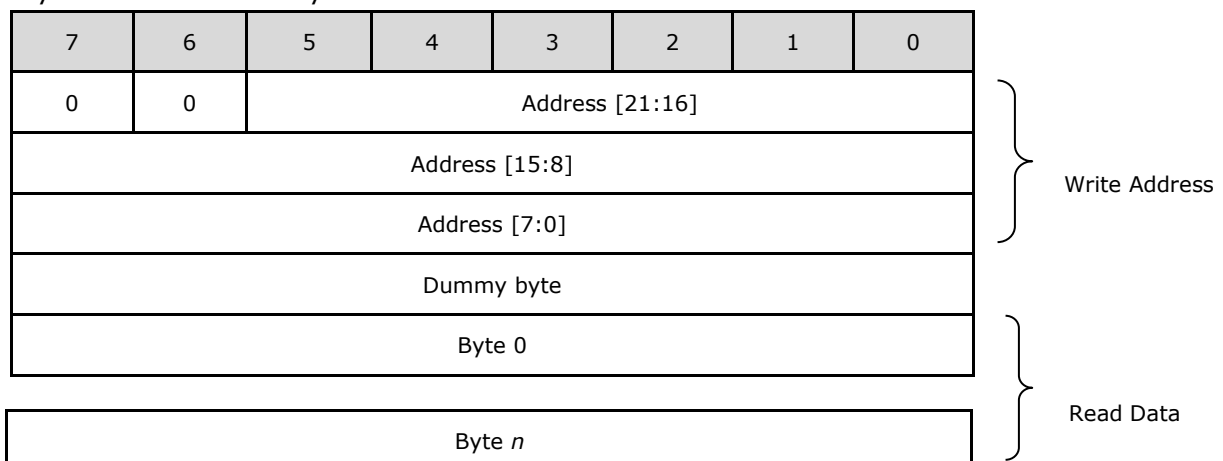 7 6 5 4 3 2 1 0
0 0 Address [21:16]
Address [15:8]
Write Address
Address [7:0]
Dummy byte
Byte 0
Read Data
Byte n